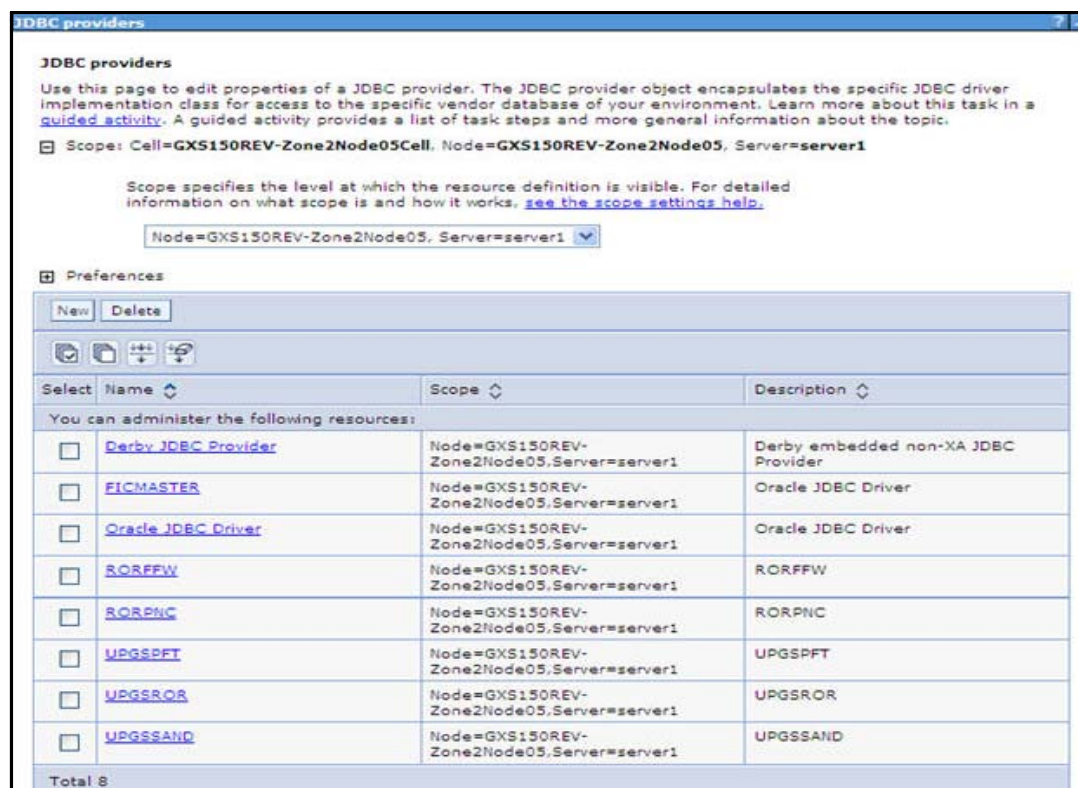 JDBC providers ?
JDBC providers
Use this page to edit properties of a JDBC provider. The JDBC provider object encapsulates the specific JDBC driver
implementation class for access to the specific vendor database of your environment. Learn more about this task in a
guided activity. A guided activity provides a list of task steps and more general information about the topic.
Scope: Cell=GXS150REV-Zone2Node05Cell, Node=GXS150REV-Zone2Node05, Server=server1
Scope specifies the level at which the resource definition is visible. For detailed
information on what scope is and how it works, see the scope settings help.
Node=GXS150REV-Zone2Node05, Server=server1
Preferences
New Delete
Select Name Scope Description
You can administer the following resources:
Derby JDBC Provider Node=GXS150REV- Derby embedded non-XA JDBC
Zone2Node05,Server=server1 Provider
FICMASTER Node=GXS150REV- Oracle JDBC Driver
Zone2Node05,Server=server1
Oracle JDBC Driver Node=GXS150REV- Oracle JDBC Driver
Zone2Node05,Server=server1
RORFFW Node=GXS150REV- RORFFW
Zone2Node05,Server=server1
RORPNC Node=GXS150REV- RORPNC
Zone2Node05,Server=server1
UPGSPFT Node=GXS150REV- UPGSPFT
Zone2Node05,Server=server1
UPGSROR Node=GXS150REV- UPGSROR
Zone2Node05,Server=server1
UPGSSAND Node=GXS150REV- UPGSSAND
Zone2Node05,Server=server1
Total 8